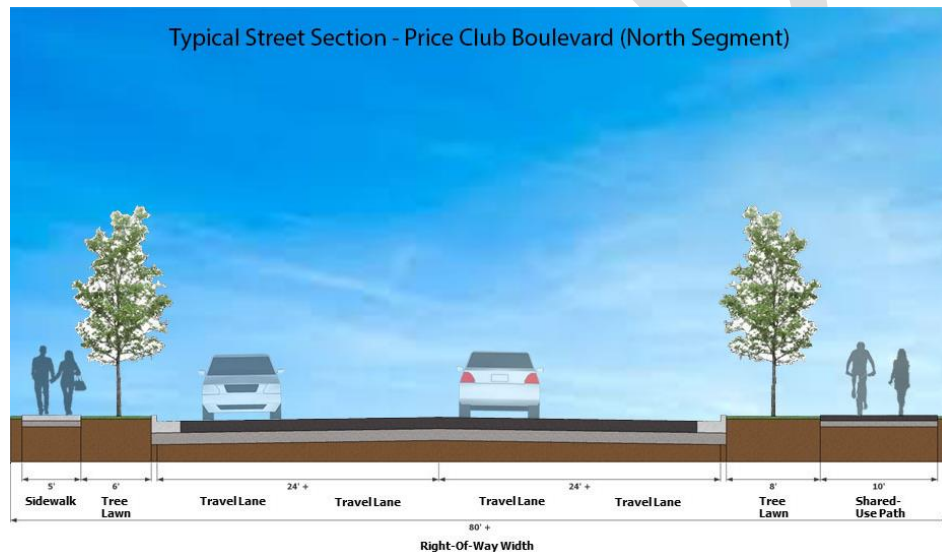 Typical Street Section - Price Club Boulevard (North Segment)
5' 6' 24' + 24' + 8' 10'
Sidewalk Tree Lawn Travel Lane Travel Lane Travel Lane Travel Lane Tree Lawn Shared-Use Path
80' +
Right-Of-Way Width